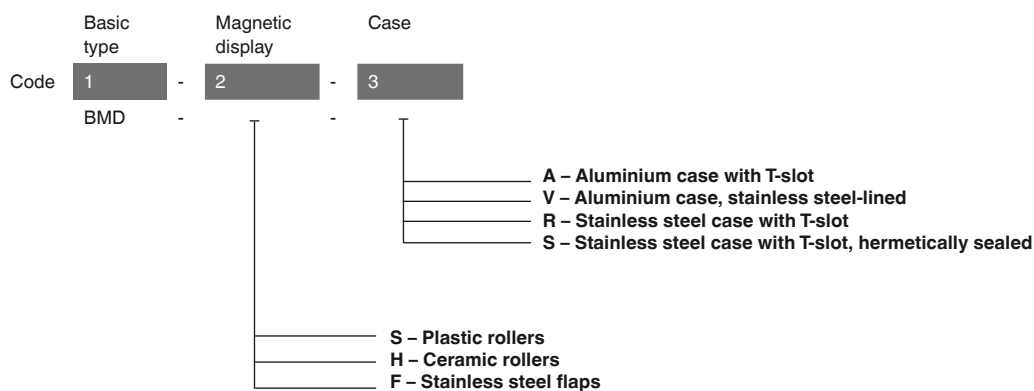 Basic type
Magnetic display
Case
Code 1 - 2 - 3
BMD - -
A – Aluminium case with T-slot
V – Aluminium case, stainless steel-lined
R – Stainless steel case with T-slot
S – Stainless steel case with T-slot, hermetically sealed
S – Plastic rollers
H – Ceramic rollers
F – Stainless steel flaps